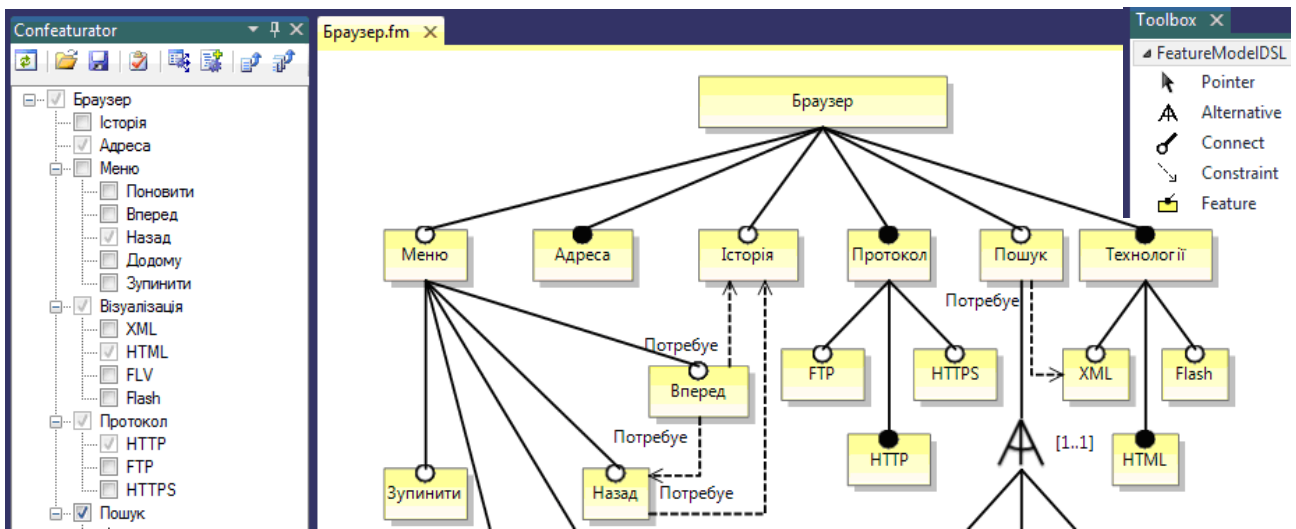 Confeaturator
Браузер
Історія
Адреса
Меню
Поновити
Вперед
Назад
Додому
Зупинити
Візуалізація
XML
HTML
FLV
Flash
Протокол
HTTP
FTP
HTTPS
Пошук
Браузер.fm
Браузер
Меню
Адреса
Історія
Протокол
Пошук
Технології
Потребує
Потребує
FTP
HTTPS
XML
Flash
Вперед
Потребує
[1..1]
HTTP
HTML
Зупинити
Назад
Потребує
Toolbox
FeatureModelDSL
Pointer
Alternative
Connect
Constraint
Feature